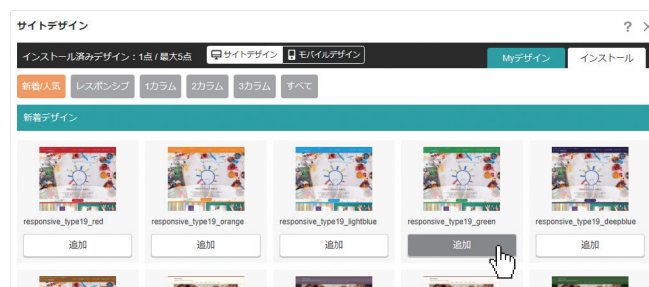 サイトデザイン ? ×
インストール済みデザイン：1点 / 最大5点 サイトデザイン モバイルデザイン Myデザイン インストール
新着/人気 レスポンシブ 1カラム 2カラム 3カラム すべて
新着デザイン
responsive_type19_red responsive_type19_orange responsive_type19_lightblue responsive_type19_green responsive_type19_deepblue
追加 追加 追加 追加 追加